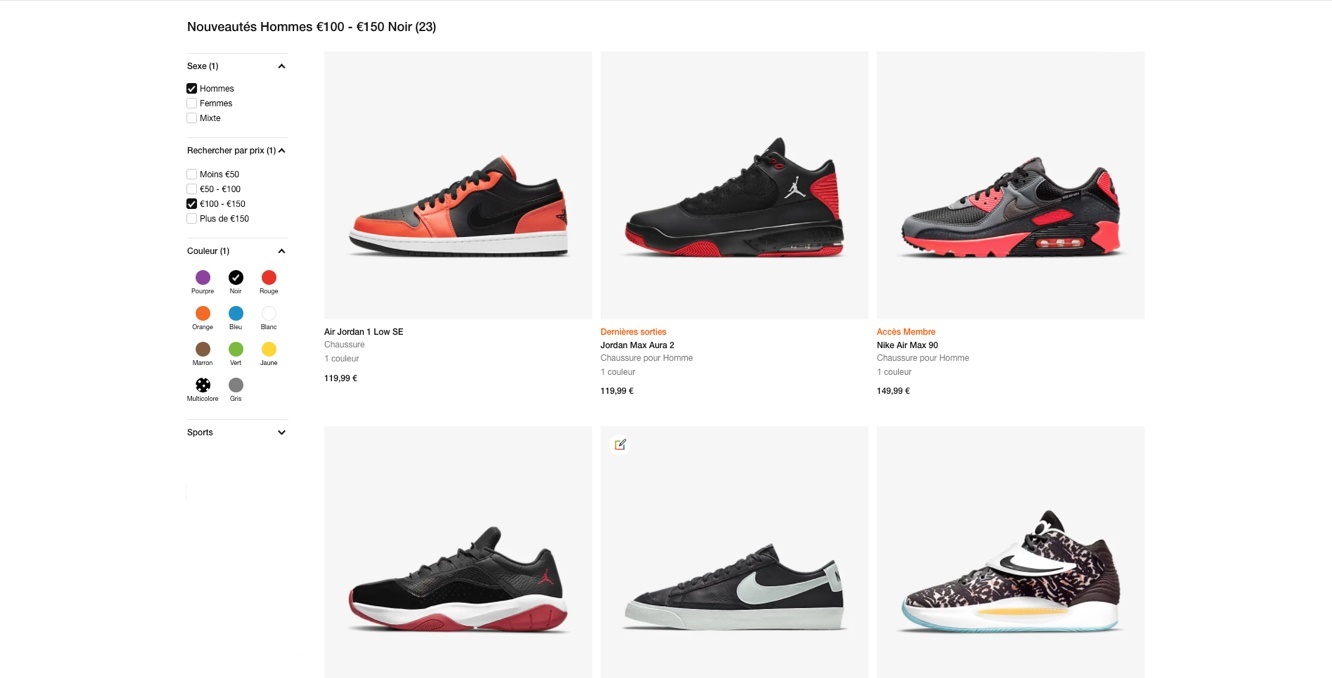 Nouveautés Hommes €100 - €150 Noir (23)
Sexe (1)
Hommes
Femmes
Mixte
Rechercher par prix (1)
Moins €50
€50 - €100
€100 - €150
Plus de €150
Couleur (1)
Pourpre
Noir
Rouge
Orange
Bleu
Blanc
Marron
Vert
Jaune
Multicolore
Gris
Sports
Air Jordan 1 Low SE
Chaussure
1 couleur
119,99 €
Dernières sorties
Jordan Max Aura 2
Chaussure pour Homme
1 couleur
119,99 €
Accès Membre
Nike Air Max 90
Chaussure pour Homme
1 couleur
149,99 €